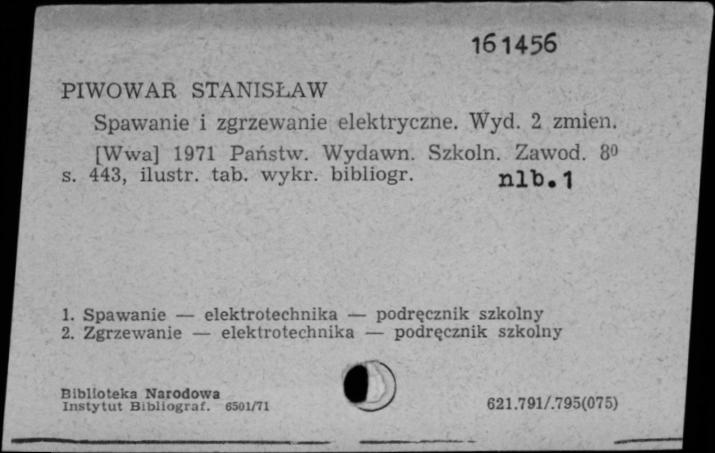 161456
PIWOWAR STANISŁAW
Spawanie i zgrzewanie elektryczne. Wyd. 2 zmien.
[Wwa] 1971 Państw. Wydawn. Szkoln. Zawod. 8⁰
s. 443, ilustr. tab. wykr. bibliogr. nlb.1
1. Spawanie — elektrotechnika — podręcznik szkolny
2. Zgrzewanie — elektrotechnika — podręcznik szkolny
Biblioteka Narodowa
Instytut Bibliograf. 6501/71
621.791/.795(075)